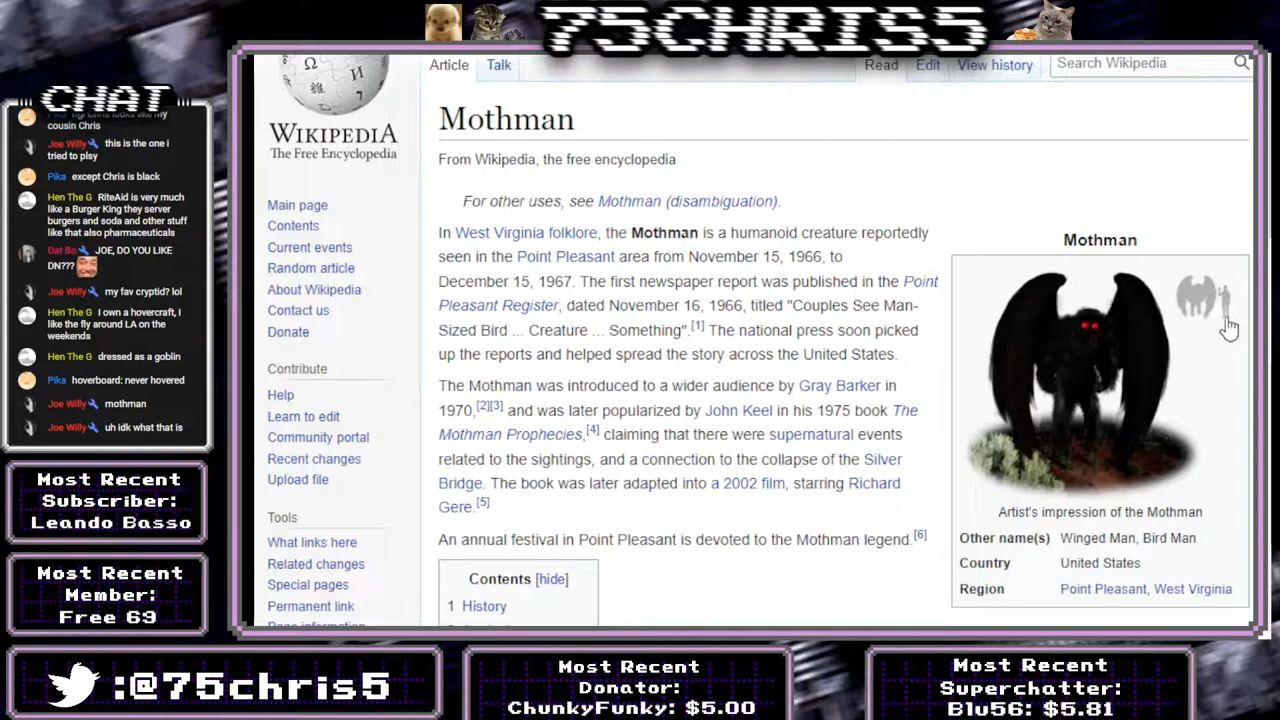 75CHRIS5
CHAT
cousin Chris
Joe Willy this is the one i
tried to plsy
Pika except Chris is black
Hen The G RiteAid is very much
like a Burger King they server
burgers and soda and other stuff
like that also pharmaceuticals
Dat Bo JOE, DO YOU LIKE
DN???
Joe Willy my fav cryptid? lol
Hen The G I own a hovercraft, I
like the fly around LA on the
weekends
Hen The G dressed as a goblin
Pika hoverboard: never hovered
Joe Willy mothman
Joe Willy uh idk what that is
Most Recent
Subscriber:
Leando Basso
Most Recent
Member:
Free 69
:@75chris5
Most Recent
Donator:
ChunkyFunky: $5.00
Most Recent
Superchatter:
Blu56: $5.81
WIKIPEDIA
The Free Encyclopedia
Main page
Contents
Current events
Random article
About Wikipedia
Contact us
Donate
Contribute
Help
Learn to edit
Community portal
Recent changes
Upload file
Tools
What links here
Related changes
Special pages
Permanent link
Page information
Article Talk Read Edit View history Search Wikipedia
Mothman
From Wikipedia, the free encyclopedia
For other uses, see Mothman (disambiguation).
In West Virginia folklore, the Mothman is a humanoid creature reportedly
seen in the Point Pleasant area from November 15, 1966, to
December 15, 1967. The first newspaper report was published in the Point
Pleasant Register, dated November 16, 1966, titled "Couples See Man-
Sized Bird ... Creature ... Something".[1] The national press soon picked
up the reports and helped spread the story across the United States.
The Mothman was introduced to a wider audience by Gray Barker in
1970,[2][3] and was later popularized by John Keel in his 1975 book The
Mothman Prophecies,[4] claiming that there were supernatural events
related to the sightings, and a connection to the collapse of the Silver
Bridge. The book was later adapted into a 2002 film, starring Richard
Gere.[5]
An annual festival in Point Pleasant is devoted to the Mothman legend.[6]
Contents [hide]
1 History
Mothman
Artist's impression of the Mothman
Other name(s) Winged Man, Bird Man
Country United States
Region Point Pleasant, West Virginia